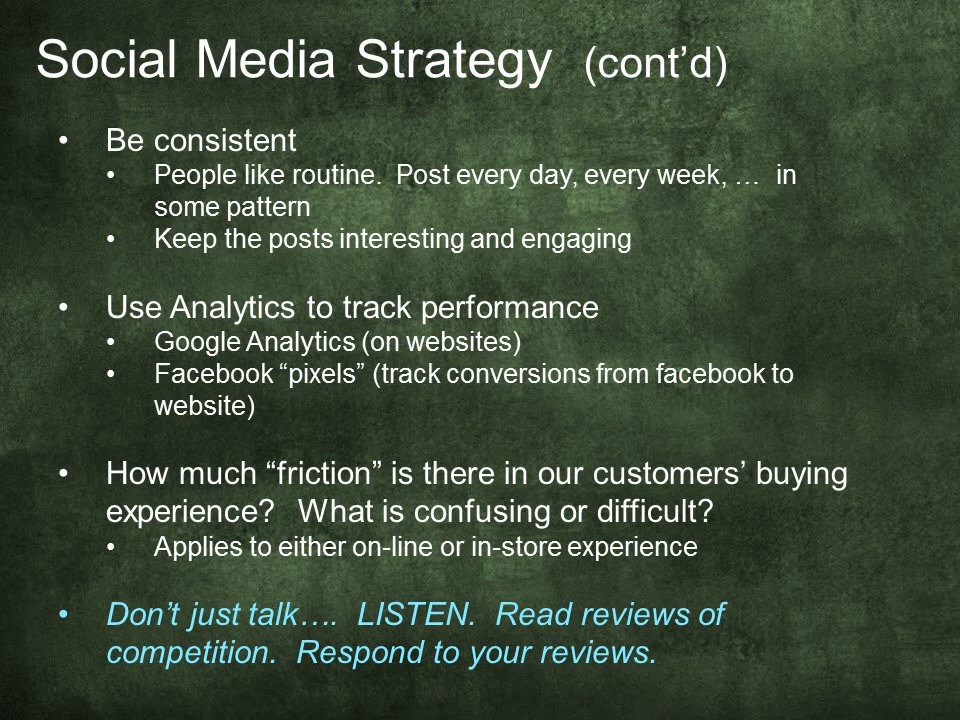 Social Media Strategy (cont’d)
• Be consistent
• People like routine. Post every day, every week, … in
some pattern
• Keep the posts interesting and engaging
• Use Analytics to track performance
• Google Analytics (on websites)
• Facebook “pixels” (track conversions from facebook to
website)
• How much “friction” is there in our customers’ buying
experience? What is confusing or difficult?
• Applies to either on-line or in-store experience
• Don’t just talk…. LISTEN. Read reviews of
competition. Respond to your reviews.